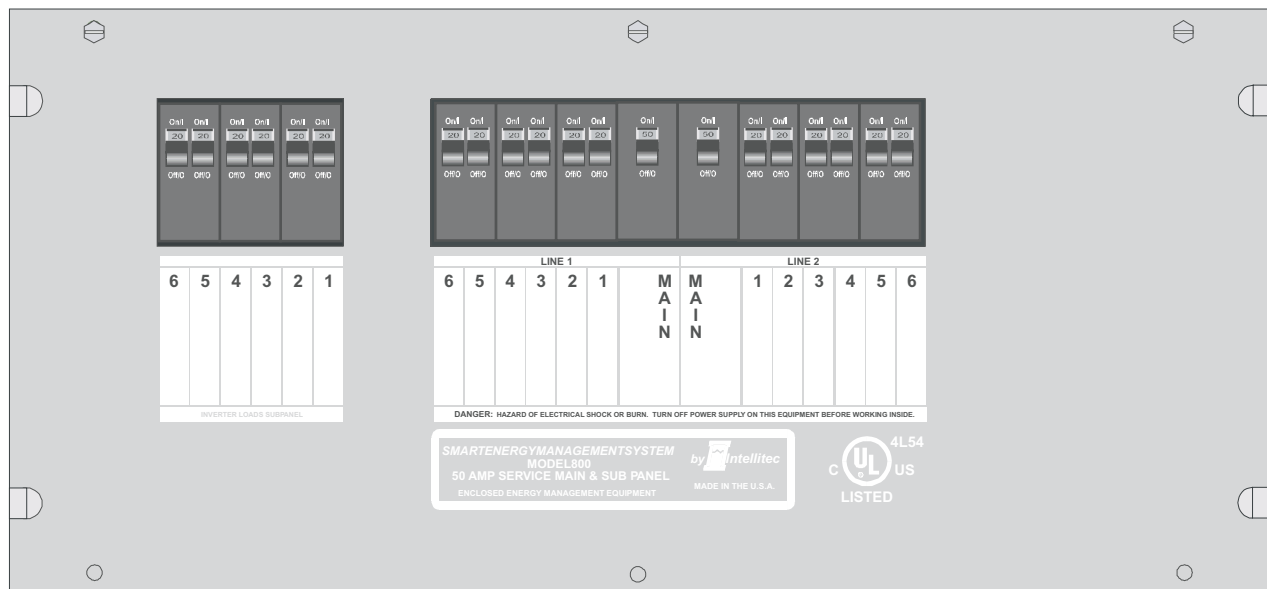 On/I On/I On/I On/I On/I On/I
20 20 20 20 20 20
Off/O Off/O Off/O Off/O Off/O Off/O
6 5 4 3 2 1
INVERTER LOADS SUBPANEL
On/I On/I On/I On/I On/I On/I On/I On/I On/I On/I On/I On/I On/I On/I
20 20 20 20 20 20 50 50 20 20 20 20 20 20
Off/O Off/O Off/O Off/O Off/O Off/O Off/O Off/O Off/O Off/O Off/O Off/O Off/O Off/O
LINE 1 LINE 2
6 5 4 3 2 1 MAIN MAIN 1 2 3 4 5 6
DANGER: HAZARD OF ELECTRICAL SHOCK OR BURN. TURN OFF POWER SUPPLY ON THIS EQUIPMENT BEFORE WORKING INSIDE.
SMARTENERGYMANAGEMENTSYSTEM
MODEL800
50 AMP SERVICE MAIN & SUB PANEL
ENCLOSED ENERGY MANAGEMENT EQUIPMENT
by Intellitec
MADE IN THE U.S.A.
4L54
C UL US
®
LISTED